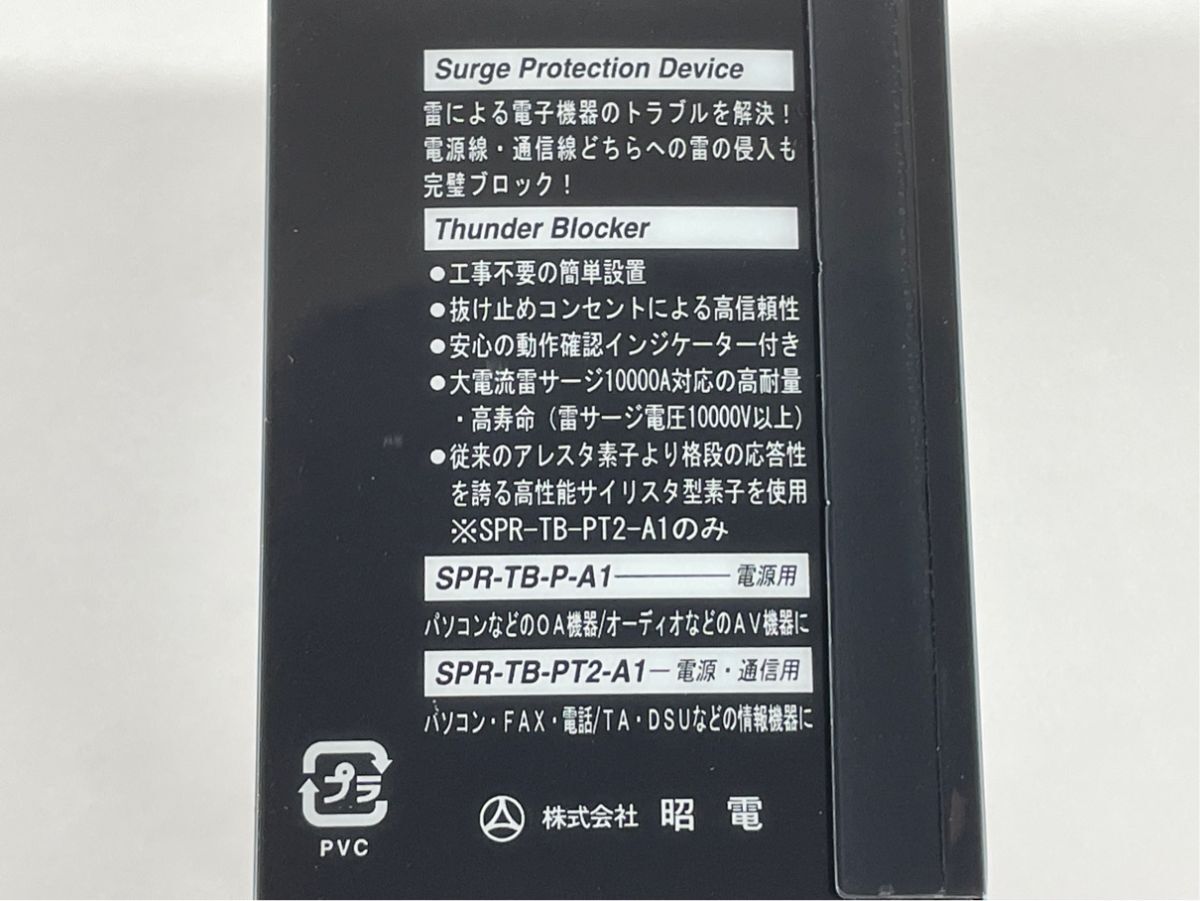 Surge Protection Device
雷による電子機器のトラブルを解決！
電源線・通信線どちらへの雷の侵入も
完璧ブロック！
Thunder Blocker
●工事不要の簡単設置
●抜け止めコンセントによる高信頼性
●安心の動作確認インジケーター付き
●大電流雷サージ10000A対応の高耐量
・高寿命（雷サージ電圧10000V以上）
●従来のアレスタ素子より格段の応答性
を誇る高性能サイリスタ型素子を使用
※SPR-TB-PT2-A1のみ
SPR-TB-P-A1――――電源用
パソコンなどのOA機器/オーディオなどのAV機器に
SPR-TB-PT2-A1―電源・通信用
パソコン・FAX・電話/TA・DSUなどの情報機器に
プラ
PVC
株式会社 昭電